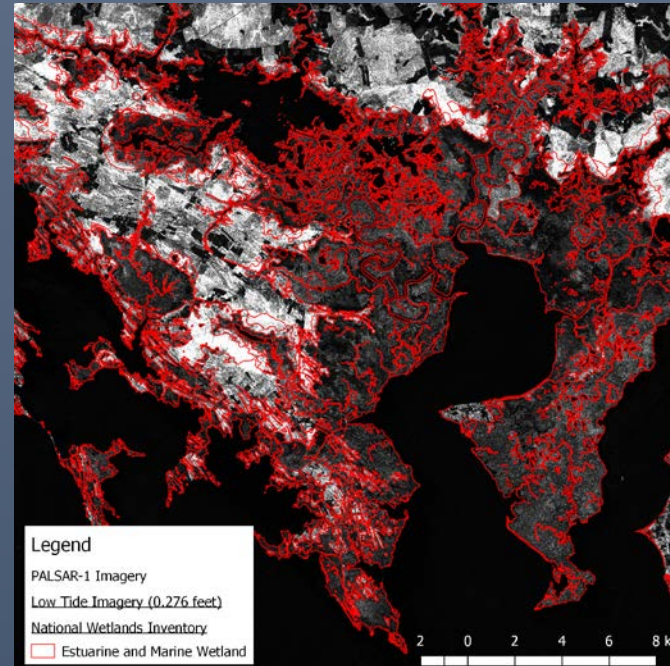 Legend
PALSAR-1 Imagery
Low Tide Imagery (0.276 feet)
National Wetlands Inventory
Estuarine and Marine Wetland
2 0 2 4 6 8 k